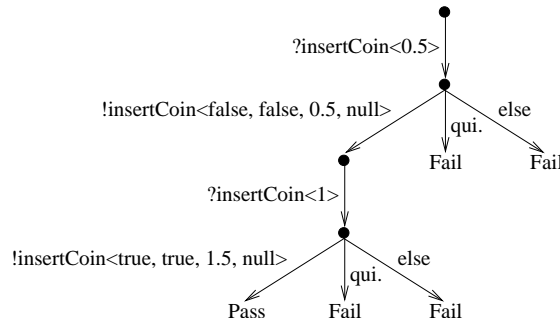 ?insertCoin<0.5>
!insertCoin<false, false, 0.5, null>
else
qui.
Fail
Fail
?insertCoin<1>
!insertCoin<true, true, 1.5, null>
else
qui.
Pass
Fail
Fail